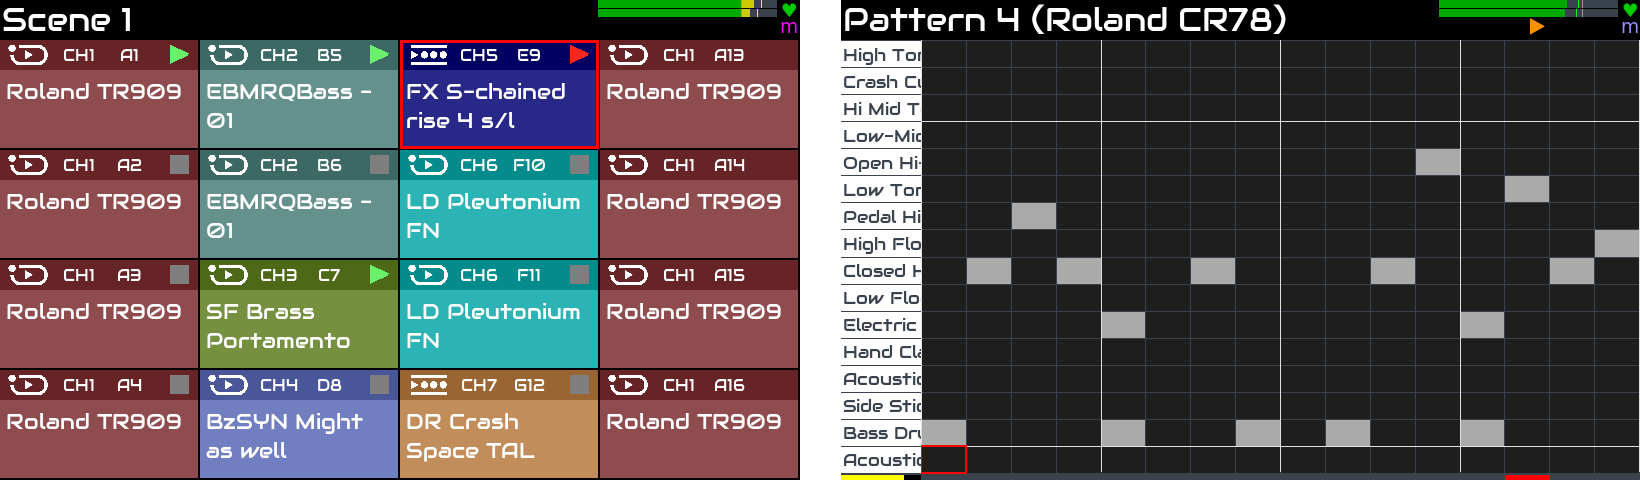 Scene 1
m
CH1 A1
Roland TR909
CH2 B5
EBMRQBass -
01
CH5 E9
FX S-chained
rise 4 s/l
CH1 A13
Roland TR909
CH1 A2
Roland TR909
CH2 B6
EBMRQBass -
01
CH6 F10
LD Pleutonium
FN
CH1 A14
Roland TR909
CH1 A3
Roland TR909
CH3 C7
SF Brass
Portamento
CH6 F11
LD Pleutonium
FN
CH1 A15
Roland TR909
CH1 A4
Roland TR909
CH4 D8
BzSYN Might
as well
CH7 G12
DR Crash
Space TAL
CH1 A16
Roland TR909
Pattern 4 (Roland CR78)
m
High Tom
Crash Cu
Hi Mid T
Low-Mid
Open Hi-
Low Tom
Pedal Hi
High Flo
Closed H
Low Flo
Electric
Hand Cla
Acoustic
Side Stic
Bass Dru
Acoustic